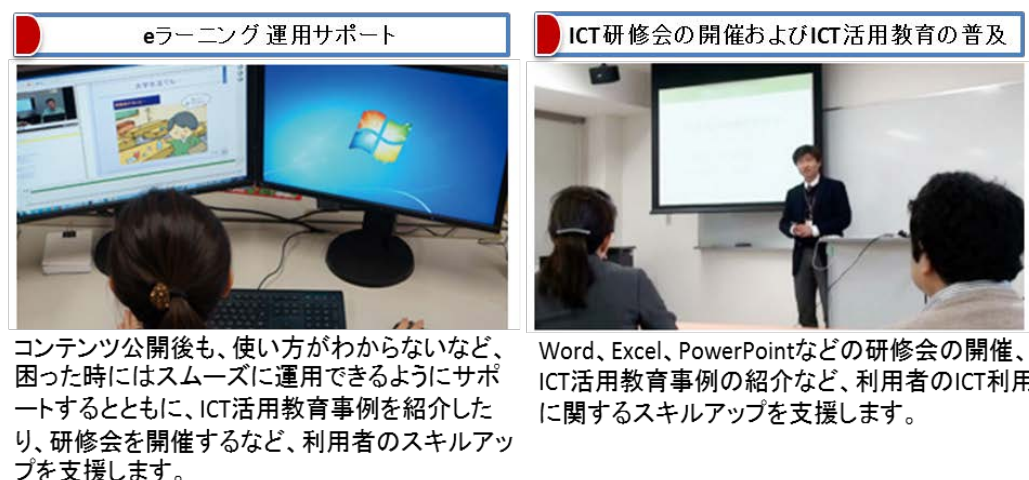 eラーニング 運用サポート
コンテンツ公開後も、使い方がわからないなど、
困った時にはスムーズに運用できるようにサポ
ートするとともに、ICT活用教育事例を紹介した
り、研修会を開催するなど、利用者のスキルアッ
プを支援します。
ICT研修会の開催およびICT活用教育の普及
Word、Excel、PowerPointなどの研修会の開催、
ICT活用教育事例の紹介など、利用者のICT利用
に関するスキルアップを支援します。